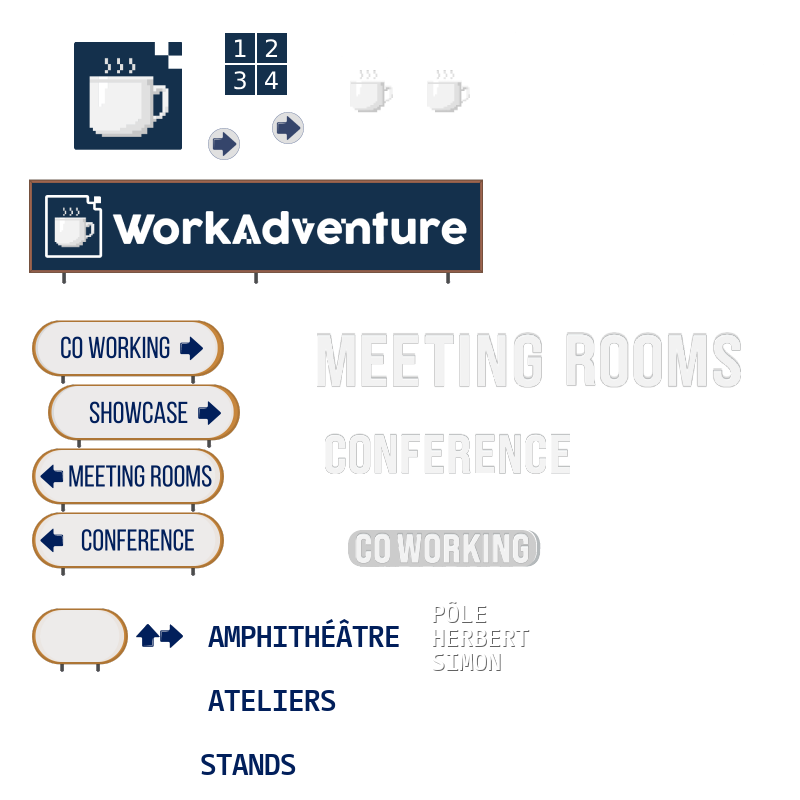 1 2
3 4
WorkAdventure
CO WORKING
SHOWCASE
MEETING ROOMS
CONFERENCE
MEETING ROOMS
CONFERENCE
CO WORKING
AMPHITHÉÂTRE
ATELIERS
STANDS
PÔLE
HERBERT
SIMON